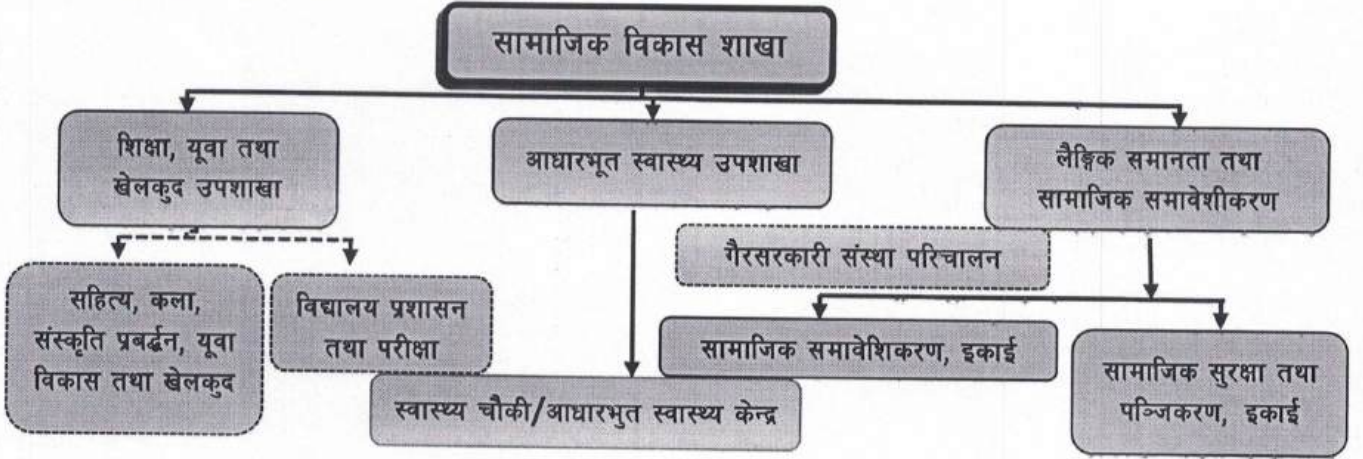 सामाजिक विकास शाखा
शिक्षा, यूवा तथा
खेलकुद उपशाखा
आधारभूत स्वास्थ्य उपशाखा
लैङ्गिक समानता तथा
सामाजिक समावेशीकरण
गैरसरकारी संस्था परिचालन
सहित्य, कला,
संस्कृति प्रबर्द्धन, यूवा
विकास तथा खेलकुद
विद्यालय प्रशासन
तथा परीक्षा
सामाजिक समावेशिकरण, इकाई
सामाजिक सुरक्षा तथा
पञ्जिकरण, इकाई
स्वास्थ्य चौकी/आधारभुत स्वास्थ्य केन्द्र